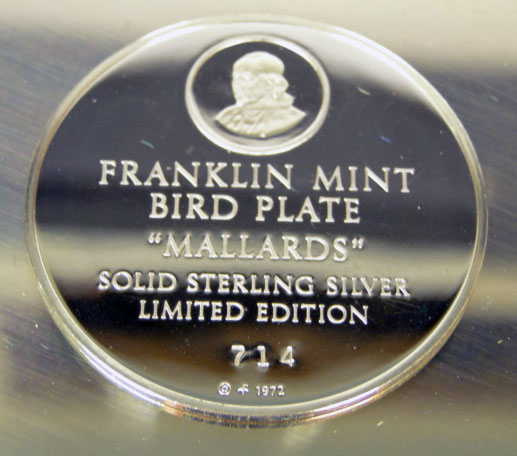 FRANKLIN MINT
BIRD PLATE
"MALLARDS"
SOLID STERLING SILVER
LIMITED EDITION
714
© 1972